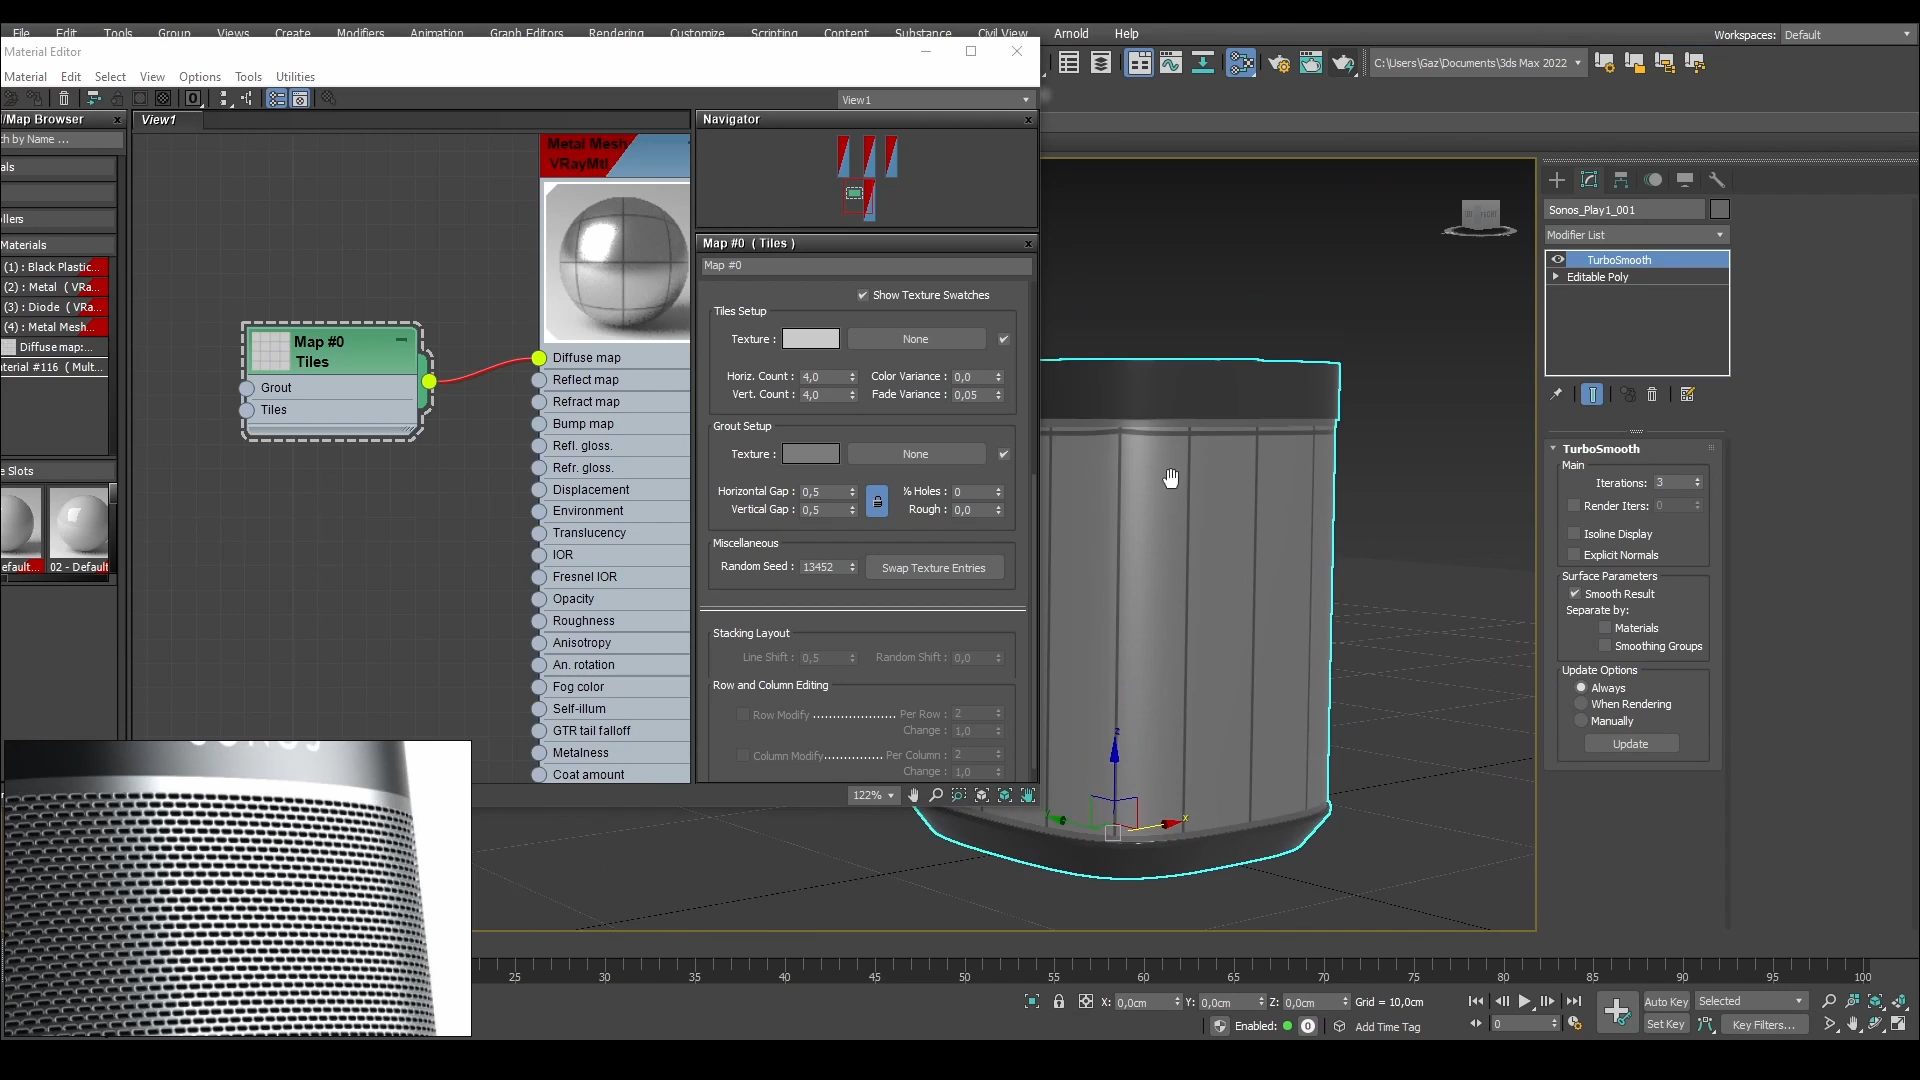 File Edit Tools Group Views Create Modifiers Animation Graph Editors Rendering Customize Scripting Content Substance Civil View Arnold Help
Workspaces: Default
Material Editor
Material Edit Select View Options Tools Utilities
C:\Users\Gaz\Documents\3ds Max 2022
0
View1
l/Map Browser x
View1
Navigator x
ch by Name ...
als
ollers
Materials
(1) : Black Plastic...
(2) : Metal ( VRa...
(3) : Diode ( VRa...
(4) : Metal Mesh...
Diffuse map:...
aterial #116 ( Mult...
e Slots
efault...
02 - Default
Metal Mesh
VRayMtl
Map #0
Tiles
Grout
Tiles
Diffuse map
Reflect map
Refract map
Bump map
Refl. gloss.
Refr. gloss.
Displacement
Environment
Translucency
IOR
Fresnel IOR
Opacity
Roughness
Anisotropy
An. rotation
Fog color
Self-illum
GTR tail falloff
Metalness
Coat amount
Map #0 ( Tiles ) x
Map #0
Show Texture Swatches
Tiles Setup
Texture : None
Horiz. Count : 4,0 Color Variance : 0,0
Vert. Count : 4,0 Fade Variance : 0,05
Grout Setup
Texture : None
Horizontal Gap : 0,5 % Holes : 0
Vertical Gap : 0,5 Rough : 0,0
Miscellaneous
Random Seed : 13452 Swap Texture Entries
Stacking Layout
Line Shift : 0,5 Random Shift : 0,0
Row and Column Editing
Row Modify ..................... Per Row : 2
Change : 1,0
Column Modify............... Per Column : 2
Change : 1,0
122%
z
x
Sonos_Play1_001
Modifier List
TurboSmooth
Editable Poly
TurboSmooth
Main
Iterations: 3
Render Iters: 0
Isoline Display
Explicit Normals
Surface Parameters
Smooth Result
Separate by:
Materials
Smoothing Groups
Update Options
Always
When Rendering
Manually
Update
25 30 35 40 45 50 55 60 65 70 75 80 85 90 95 100
X: 0,0cm Y: 0,0cm Z: 0,0cm Grid = 10,0cm
Auto Key Selected
Enabled: 0 Add Time Tag
0
Set Key Key Filters...